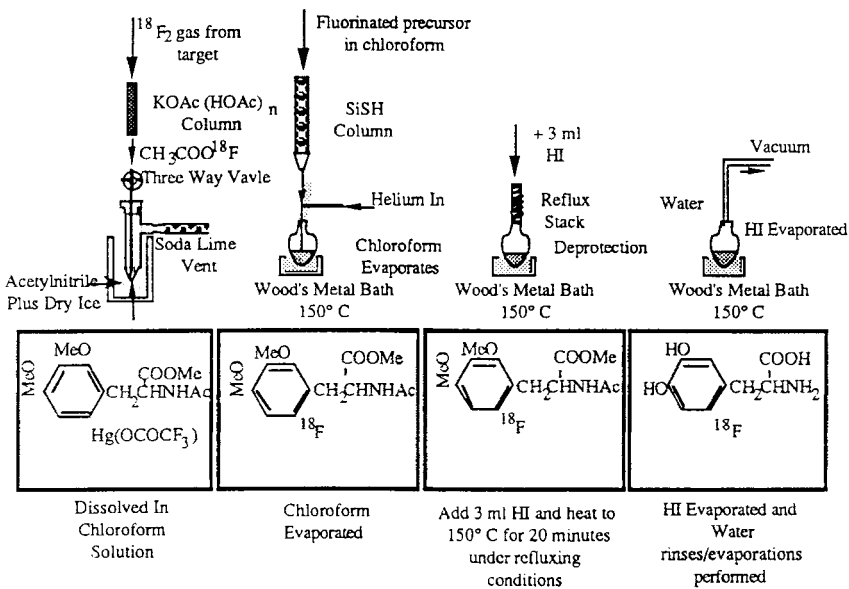 18F2 gas from
target
KOAc (HOAc) n
Column
CH3COO18F
Three Way Vavle
Soda Lime
Vent
Acetylnitrile
Plus Dry Ice
Fluorinated precursor
in chloroform
SiSH
Column
Helium In
Chloroform
Evaporates
Wood's Metal Bath
150° C
+ 3 ml
HI
Reflux
Stack
Deprotection
Wood's Metal Bath
150° C
Vacuum
Water
HI Evaporated
Wood's Metal Bath
150° C
MeO
MeO
COOMe
CH2CHNHAc
Hg(OCOCF3)
MeO
MeO
COOMe
CH2CHNHAc
18F
MeO
MeO
COOMe
CH2CHNHAc
18F
HO
HO
COOH
CH2CHNH2
18F
Dissolved In
Chloroform
Solution
Chloroform
Evaporated
Add 3 ml HI and heat to
150° C for 20 minutes
under refluxing
conditions
HI Evaporated and
Water
rinses/evaporations
performed